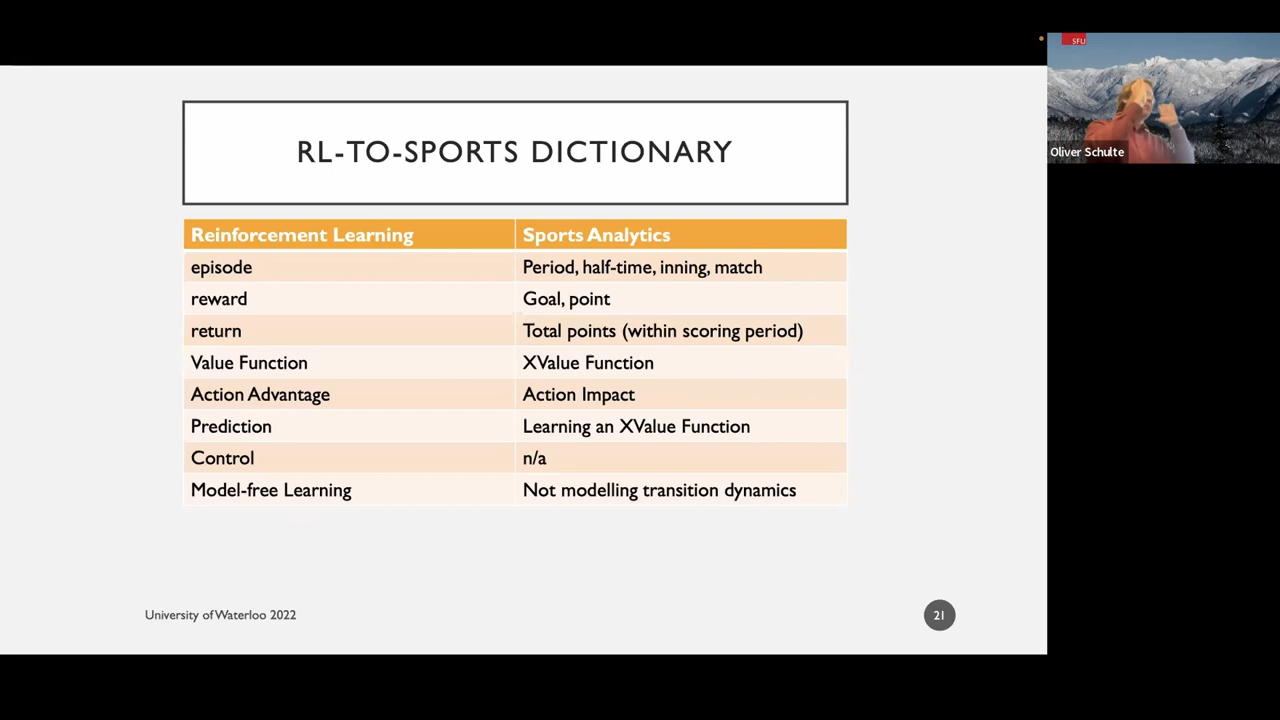 SFU
Oliver Schulte
RL-TO-SPORTS DICTIONARY
Reinforcement Learning Sports Analytics
episode Period, half-time, inning, match
reward Goal, point
return Total points (within scoring period)
Value Function XValue Function
Action Advantage Action Impact
Prediction Learning an XValue Function
Control n/a
Model-free Learning Not modelling transition dynamics
University of Waterloo 2022
21